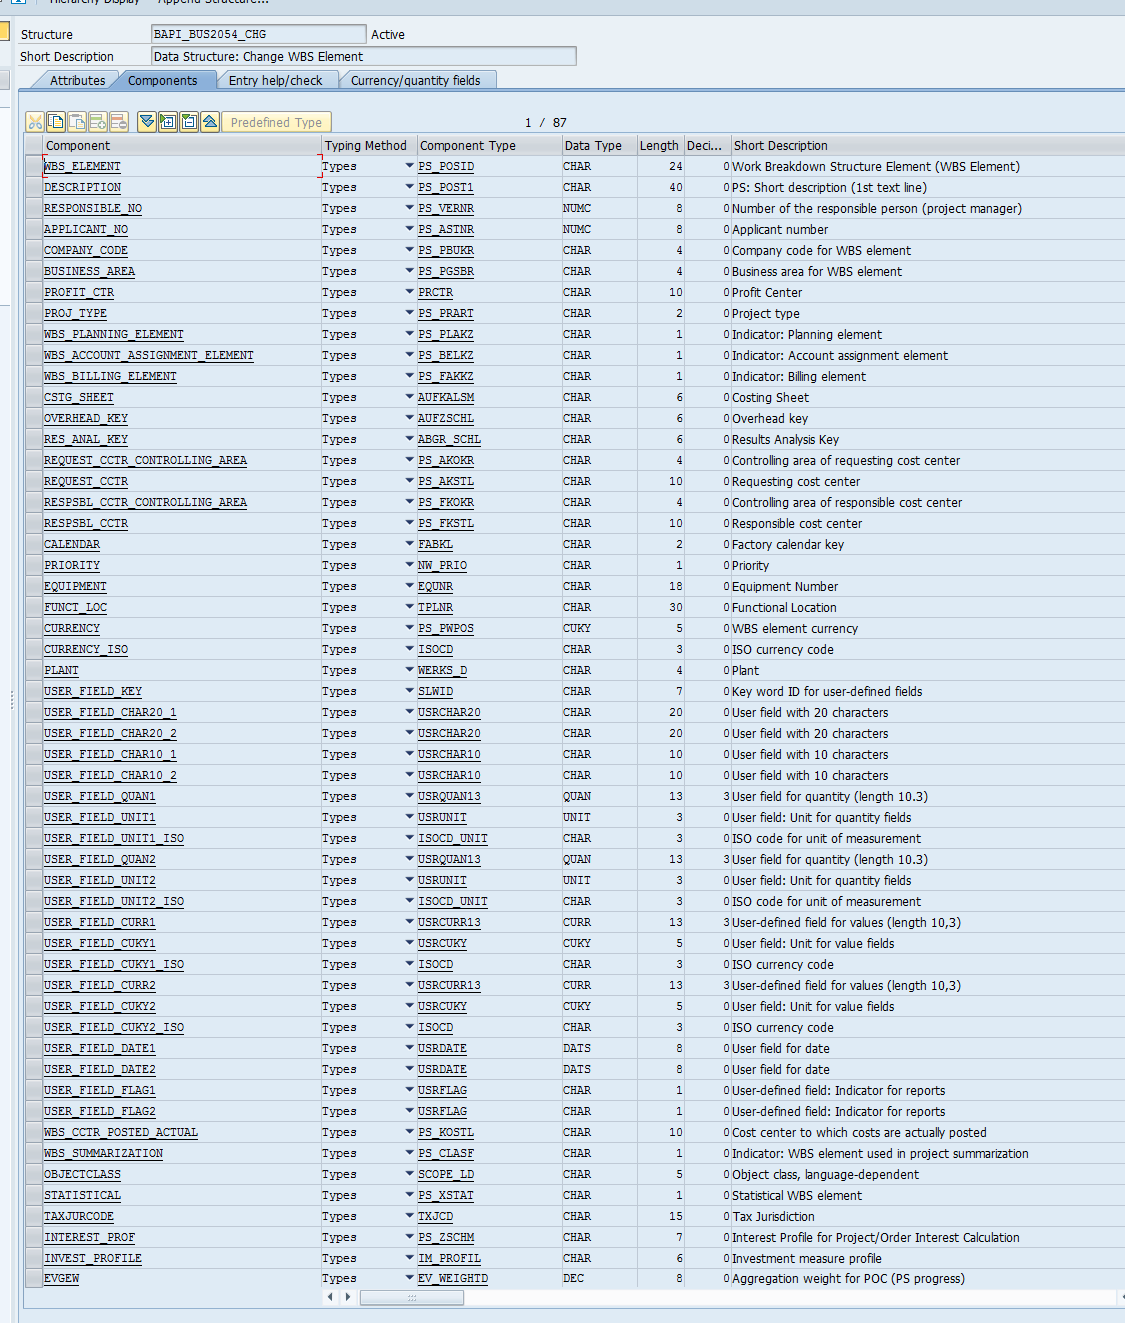 Hierarchy Display Append Structure...
Structure BAPI_BUS2054_CHG Active
Short Description Data Structure: Change WBS Element
Attributes Components Entry help/check Currency/quantity fields
Predefined Type 1 / 87
Component Typing Method Component Type Data Type Length Deci... Short Description
WBS_ELEMENT Types PS_POSID CHAR 24 0 Work Breakdown Structure Element (WBS Element)
DESCRIPTION Types PS_POST1 CHAR 40 0 PS: Short description (1st text line)
RESPONSIBLE_NO Types PS_VERNR NUMC 8 0 Number of the responsible person (project manager)
APPLICANT_NO Types PS_ASTNR NUMC 8 0 Applicant number
COMPANY_CODE Types PS_PBUKR CHAR 4 0 Company code for WBS element
BUSINESS_AREA Types PS_PGSBR CHAR 4 0 Business area for WBS element
PROFIT_CTR Types PRCTR CHAR 10 0 Profit Center
PROJ_TYPE Types PS_PRART CHAR 2 0 Project type
WBS_PLANNING_ELEMENT Types PS_PLAKZ CHAR 1 0 Indicator: Planning element
WBS_ACCOUNT_ASSIGNMENT_ELEMENT Types PS_BELKZ CHAR 1 0 Indicator: Account assignment element
WBS_BILLING_ELEMENT Types PS_FAKKZ CHAR 1 0 Indicator: Billing element
CSTG_SHEET Types AUFKALSM CHAR 6 0 Costing Sheet
OVERHEAD_KEY Types AUFZSCHL CHAR 6 0 Overhead key
RES_ANAL_KEY Types ABGR_SCHL CHAR 6 0 Results Analysis Key
REQUEST_CCTR_CONTROLLING_AREA Types PS_AKOKR CHAR 4 0 Controlling area of requesting cost center
REQUEST_CCTR Types PS_AKSTL CHAR 10 0 Requesting cost center
RESPSBL_CCTR_CONTROLLING_AREA Types PS_FKOKR CHAR 4 0 Controlling area of responsible cost center
RESPSBL_CCTR Types PS_FKSTL CHAR 10 0 Responsible cost center
CALENDAR Types FABKL CHAR 2 0 Factory calendar key
PRIORITY Types NW_PRIO CHAR 1 0 Priority
EQUIPMENT Types EQUNR CHAR 18 0 Equipment Number
FUNCT_LOC Types TPLNR CHAR 30 0 Functional Location
CURRENCY Types PS_PWPOS CUKY 5 0 WBS element currency
CURRENCY_ISO Types ISOCD CHAR 3 0 ISO currency code
PLANT Types WERKS_D CHAR 4 0 Plant
USER_FIELD_KEY Types SLWID CHAR 7 0 Key word ID for user-defined fields
USER_FIELD_CHAR20_1 Types USRCHAR20 CHAR 20 0 User field with 20 characters
USER_FIELD_CHAR20_2 Types USRCHAR20 CHAR 20 0 User field with 20 characters
USER_FIELD_CHAR10_1 Types USRCHAR10 CHAR 10 0 User field with 10 characters
USER_FIELD_CHAR10_2 Types USRCHAR10 CHAR 10 0 User field with 10 characters
USER_FIELD_QUAN1 Types USRQUAN13 QUAN 13 3 User field for quantity (length 10.3)
USER_FIELD_UNIT1 Types USRUNIT UNIT 3 0 User field: Unit for quantity fields
USER_FIELD_UNIT1_ISO Types ISOCD_UNIT CHAR 3 0 ISO code for unit of measurement
USER_FIELD_QUAN2 Types USRQUAN13 QUAN 13 3 User field for quantity (length 10.3)
USER_FIELD_UNIT2 Types USRUNIT UNIT 3 0 User field: Unit for quantity fields
USER_FIELD_UNIT2_ISO Types ISOCD_UNIT CHAR 3 0 ISO code for unit of measurement
USER_FIELD_CURR1 Types USRCURR13 CURR 13 3 User-defined field for values (length 10,3)
USER_FIELD_CUKY1 Types USRCUKY CUKY 5 0 User field: Unit for value fields
USER_FIELD_CUKY1_ISO Types ISOCD CHAR 3 0 ISO currency code
USER_FIELD_CURR2 Types USRCURR13 CURR 13 3 User-defined field for values (length 10,3)
USER_FIELD_CUKY2 Types USRCUKY CUKY 5 0 User field: Unit for value fields
USER_FIELD_CUKY2_ISO Types ISOCD CHAR 3 0 ISO currency code
USER_FIELD_DATE1 Types USRDATE DATS 8 0 User field for date
USER_FIELD_DATE2 Types USRDATE DATS 8 0 User field for date
USER_FIELD_FLAG1 Types USRFLAG CHAR 1 0 User-defined field: Indicator for reports
USER_FIELD_FLAG2 Types USRFLAG CHAR 1 0 User-defined field: Indicator for reports
WBS_CCTR_POSTED_ACTUAL Types PS_KOSTL CHAR 10 0 Cost center to which costs are actually posted
WBS_SUMMARIZATION Types PS_CLASF CHAR 1 0 Indicator: WBS element used in project summarization
OBJECTCLASS Types SCOPE_LD CHAR 5 0 Object class, language-dependent
STATISTICAL Types PS_XSTAT CHAR 1 0 Statistical WBS element
TAXJURCODE Types TXJCD CHAR 15 0 Tax Jurisdiction
INTEREST_PROF Types PS_ZSCHM CHAR 7 0 Interest Profile for Project/Order Interest Calculation
INVEST_PROFILE Types IM_PROFIL CHAR 6 0 Investment measure profile
EVGEW Types EV_WEIGHTD DEC 8 0 Aggregation weight for POC (PS progress)